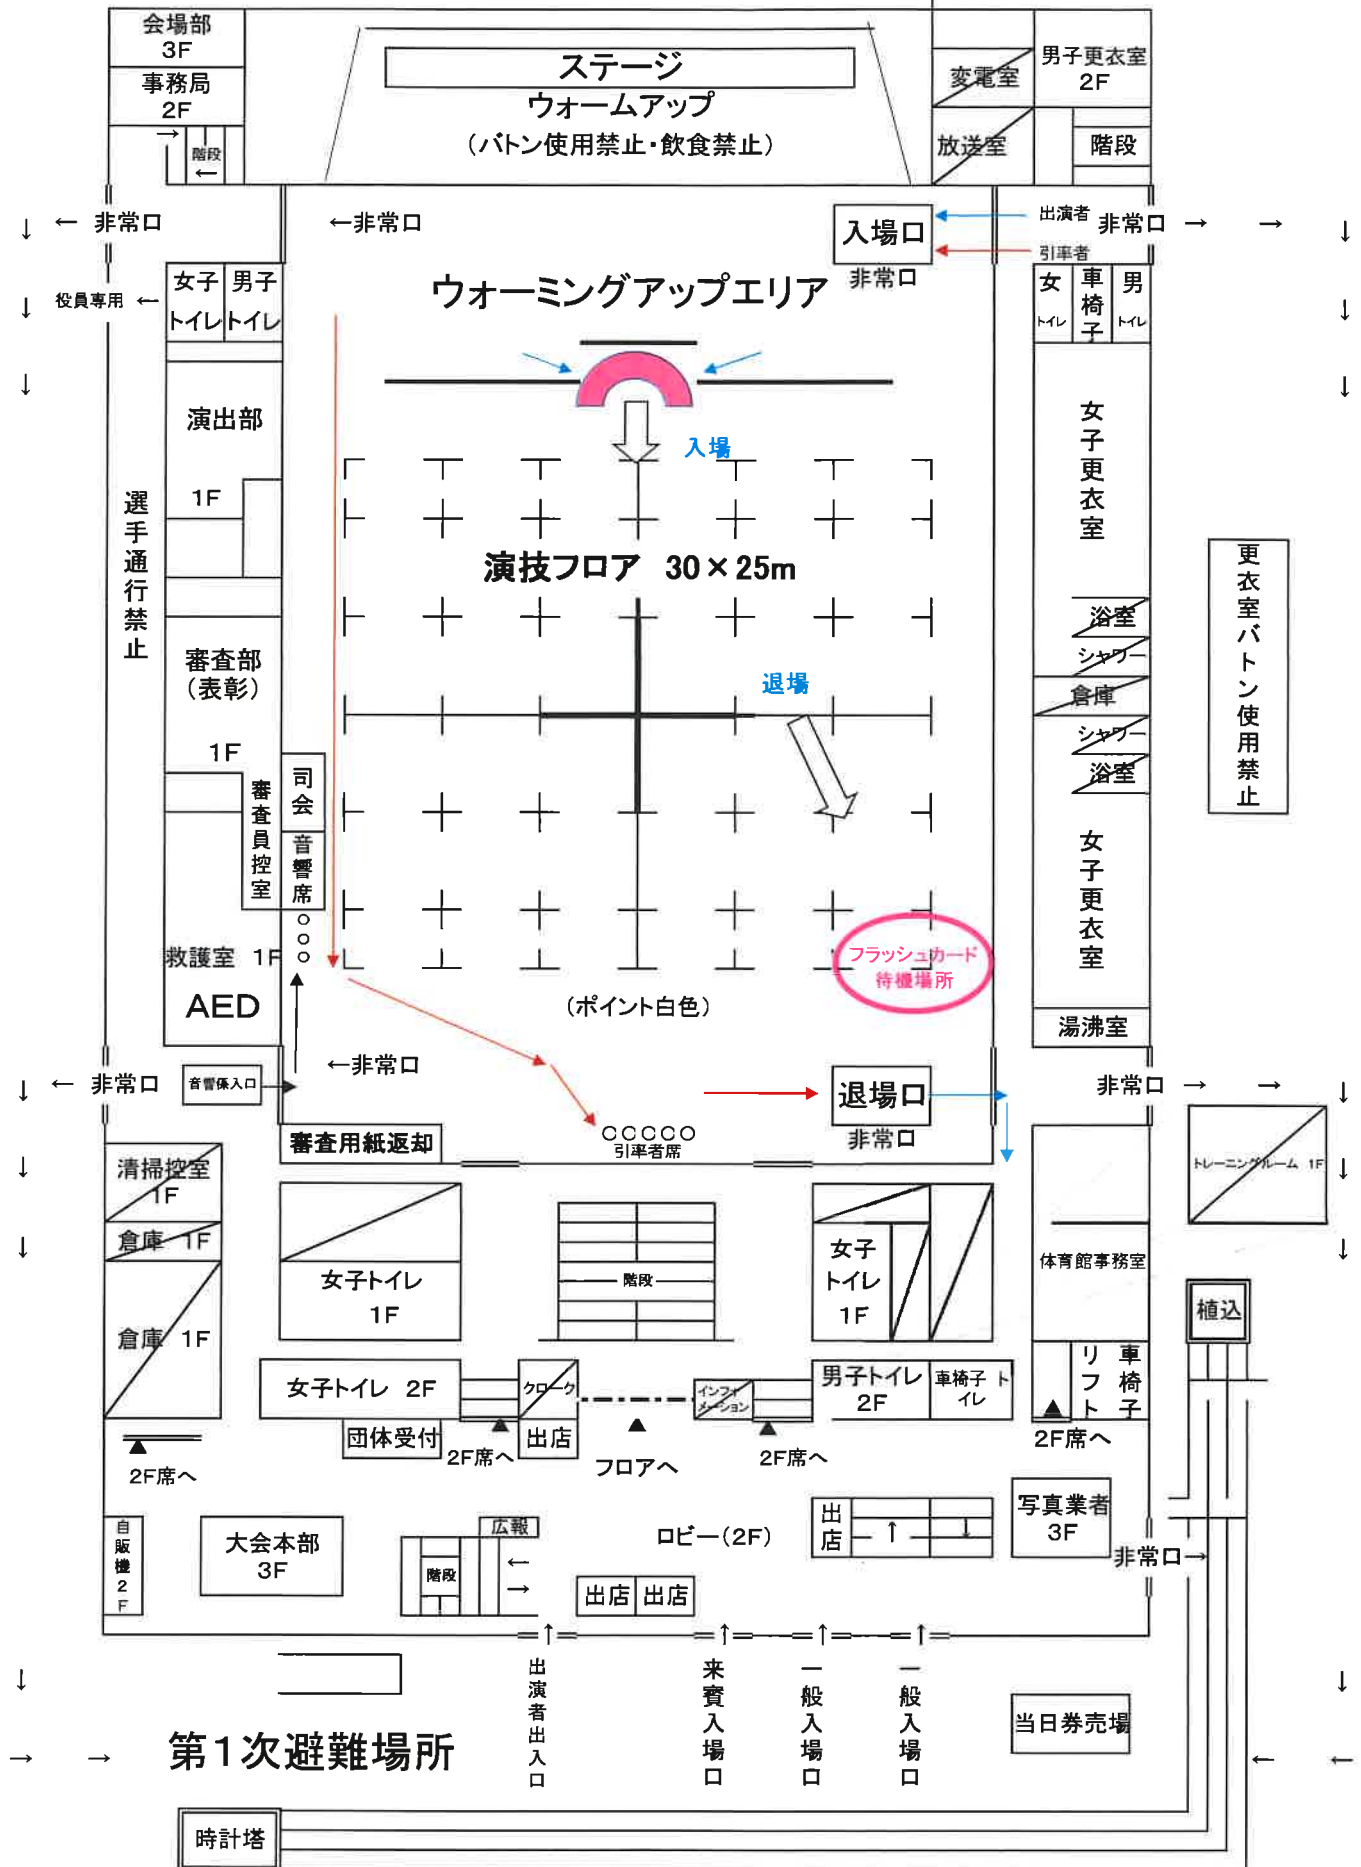 会場部
3F
事務局
2F
→
階段
←
ステージ
ウォームアップ
（バトン使用禁止・飲食禁止）
変電室
男子更衣室
2F
放送室
階段
↓ ← 非常口
←非常口
入場口
非常口
出演者
引率者
非常口 → → ↓
ウォーミングアップエリア
役員専用 ←
女子
トイレ
男子
トイレ
女
トイレ
車椅子
男
トイレ
入場
演出部
1F
選手通行禁止
演技フロア 30×25m
退場
審査部
（表彰）
1F
審査員控室
司会
音響席
女子更衣室
浴室
シャワー
倉庫
シャワー
浴室
女子更衣室
湯沸室
更衣室バトン使用禁止
救護室 1F
AED
フラッシュカード
待機場所
（ポイント白色）
↓ ← 非常口
音響係入口
←非常口
退場口
非常口
非常口 → → ↓
審査用紙返却
引率者席
トレーニングルーム 1F
清掃控室
1F
倉庫 1F
倉庫 1F
女子トイレ
1F
階段
女子
トイレ
1F
体育館事務室
植込
女子トイレ 2F
クローク
インフォ
メーション
男子トイレ
2F
車椅子 ト
イレ
リフト
車椅子
団体受付
2F席へ
出店
フロアへ
2F席へ
2F席へ
2F席へ
自販機2F
大会本部
3F
広報
階段
←
→
ロビー（2F）
出店
↑
↓
写真業者
3F
非常口→
出店
出店
↑
↑
↑
↑
出演者出入口
来賓入場口
一般入場口
一般入場口
当日券売場
→ → 第1次避難場所
← ←
時計塔